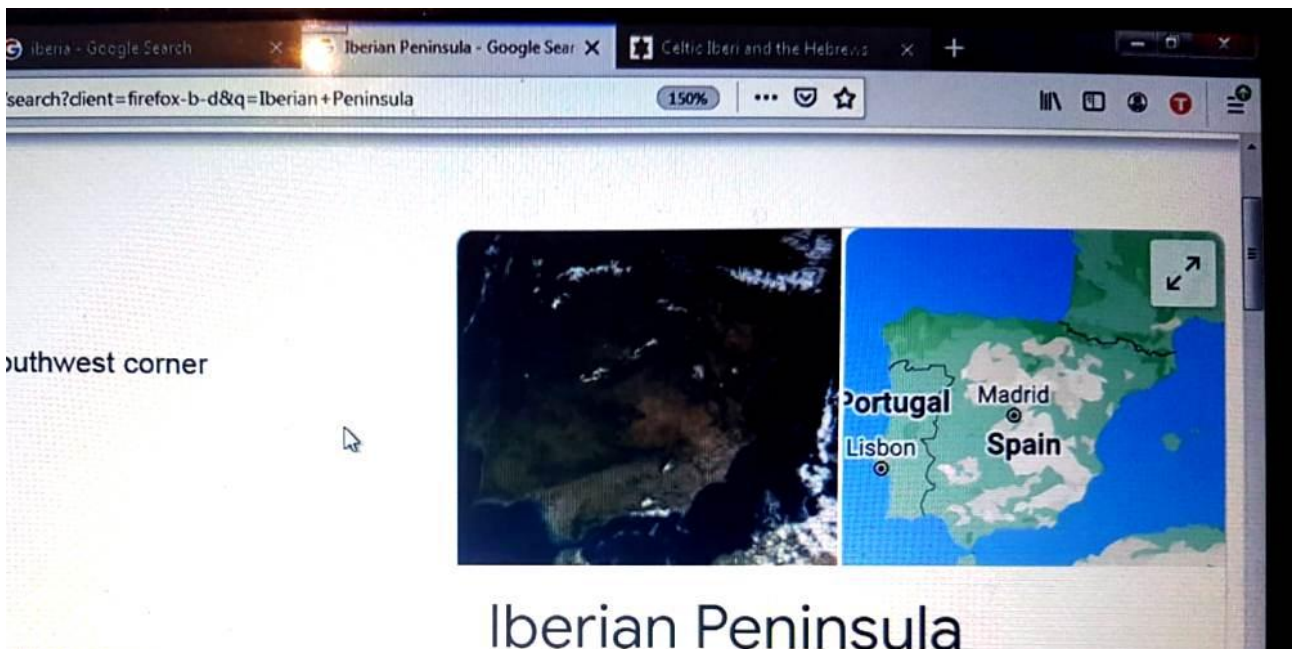 iberia - Google Search
Iberian Peninsula - Google Sear
Celtic Iberi and the Hebrews
search?client=firefox-b-d&q=Iberian+Peninsula
150%
T
outhwest corner
Portugal
Madrid
Lisbon
Spain
Iberian Peninsula